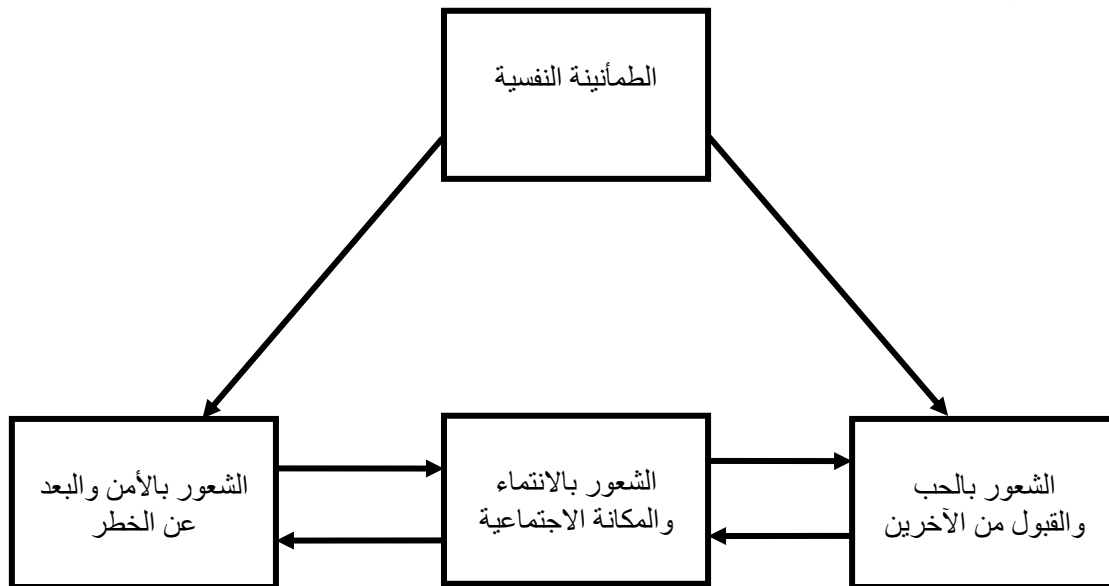 الطمأنينة النفسية
الشعور بالحب
والقبول من الآخرين
الشعور بالانتماء
والمكانة الاجتماعية
الشعور بالأمن والبعد
عن الخطر